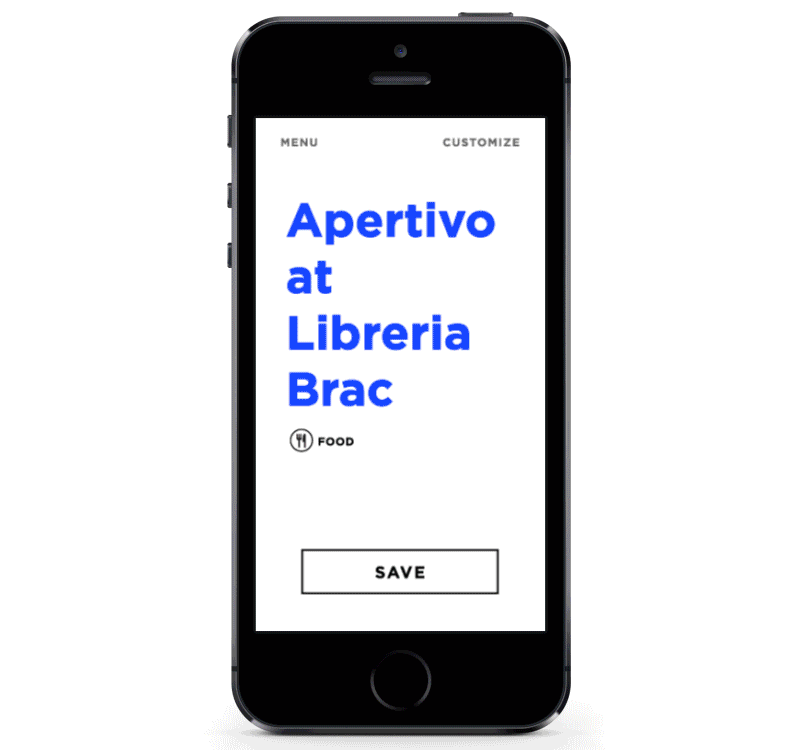 MENU CUSTOMIZE
Apertivo
at
Libreria
Brac
FOOD
SAVE